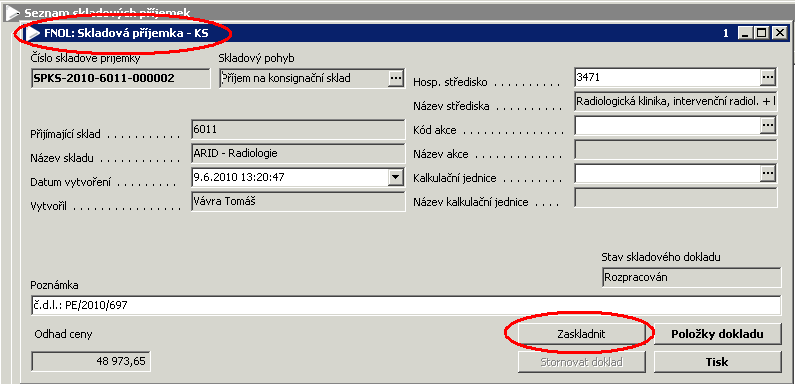 Seznam skladových příjemek
FNOL: Skladová příjemka - KS 1
Číslo skladové příjemky Skladový pohyb
SPKS-2010-6011-000002 Příjem na konsignační sklad ...
Hosp. středisko . . . . . . . . . . 3471 ...
Název střediska . . . . . . . . . . Radiologická klinika, intervenční radiol. +
Přijímající sklad . . . . . . . . . . . 6011
Kód akce . . . . . . . . . . . . . . ...
Název skladu . . . . . . . . . . . . . ARID - Radiologie
Název akce . . . . . . . . . . . . .
Datum vytvoření . . . . . . . . . 9.6.2010 13:20:47
Kalkulační jednice . . . . . . . . ...
Vytvořil . . . . . . . . . . . . . . . . . Vávra Tomáš
Název kalkulační jednice . . . .
Stav skladového dokladu
Rozpracován
Poznámka
č.d.l.: PE/2010/697
Odhad ceny Zaskladnit Položky dokladu
48 973,65 Stornovat doklad Tisk